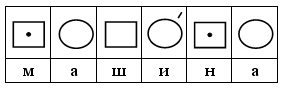 м а ш и н а